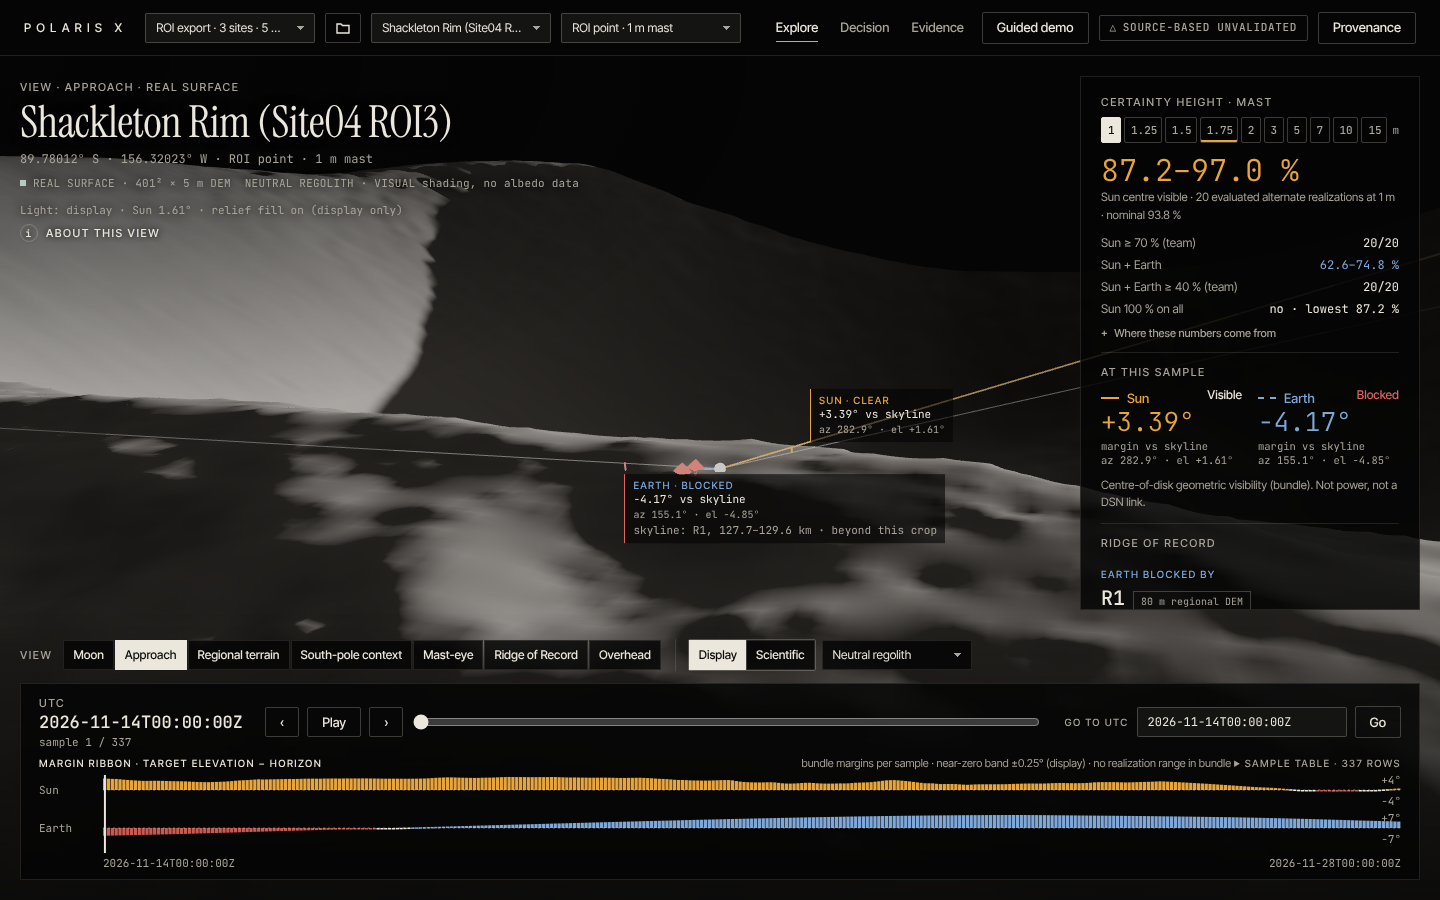 POLARIS X
ROI export · 3 sites · 5 ...
Shackleton Rim (Site04 R...
ROI point · 1 m mast
Explore
Decision
Evidence
Guided demo
△ SOURCE-BASED UNVALIDATED
Provenance
VIEW · APPROACH · REAL SURFACE
Shackleton Rim (Site04 ROI3)
89.78012° S · 156.32023° W · ROI point · 1 m mast
REAL SURFACE · 401² × 5 m DEM NEUTRAL REGOLITH · VISUAL shading, no albedo data
Light: display · Sun 1.61° · relief fill on (display only)
i ABOUT THIS VIEW
SUN · CLEAR
+3.39° vs skyline
az 282.9° · el +1.61°
EARTH · BLOCKED
-4.17° vs skyline
az 155.1° · el -4.85°
skyline: R1, 127.7–129.6 km · beyond this crop
CERTAINTY HEIGHT · MAST
1 1.25 1.5 1.75 2 3 5 7 10 15 m
87.2–97.0 %
Sun centre visible · 20 evaluated alternate realizations at 1 m
· nominal 93.8 %
Sun ≥ 70 % (team) 20/20
Sun + Earth 62.6–74.8 %
Sun + Earth ≥ 40 % (team) 20/20
Sun 100 % on all no · lowest 87.2 %
+ Where these numbers come from
AT THIS SAMPLE
Sun Visible Earth Blocked
+3.39° -4.17°
margin vs skyline margin vs skyline
az 282.9° · el +1.61° az 155.1° · el -4.85°
Centre-of-disk geometric visibility (bundle). Not power, not a
DSN link.
RIDGE OF RECORD
EARTH BLOCKED BY
R1 80 m regional DEM
VIEW Moon Approach Regional terrain South-pole context Mast-eye Ridge of Record Overhead Display Scientific Neutral regolith
UTC
2026-11-14T00:00:00Z
sample 1 / 337
‹ Play ›
GO TO UTC 2026-11-14T00:00:00Z Go
MARGIN RIBBON · TARGET ELEVATION − HORIZON
bundle margins per sample · near-zero band ±0.25° (display) · no realization range in bundle ▸ SAMPLE TABLE · 337 ROWS
Sun
+4°
-4°
Earth
+7°
-7°
2026-11-14T00:00:00Z
2026-11-28T00:00:00Z